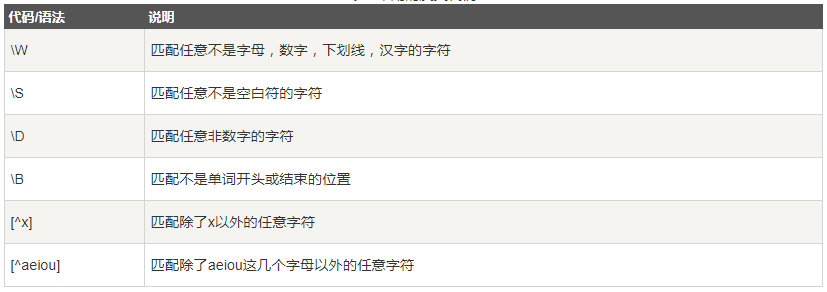 代码/语法 说明
\W 匹配任意不是字母，数字，下划线，汉字的字符
\S 匹配任意不是空白符的字符
\D 匹配任意非数字的字符
\B 匹配不是单词开头或结束的位置
[^x] 匹配除了x以外的任意字符
[^aeiou] 匹配除了aeiou这几个字母以外的任意字符